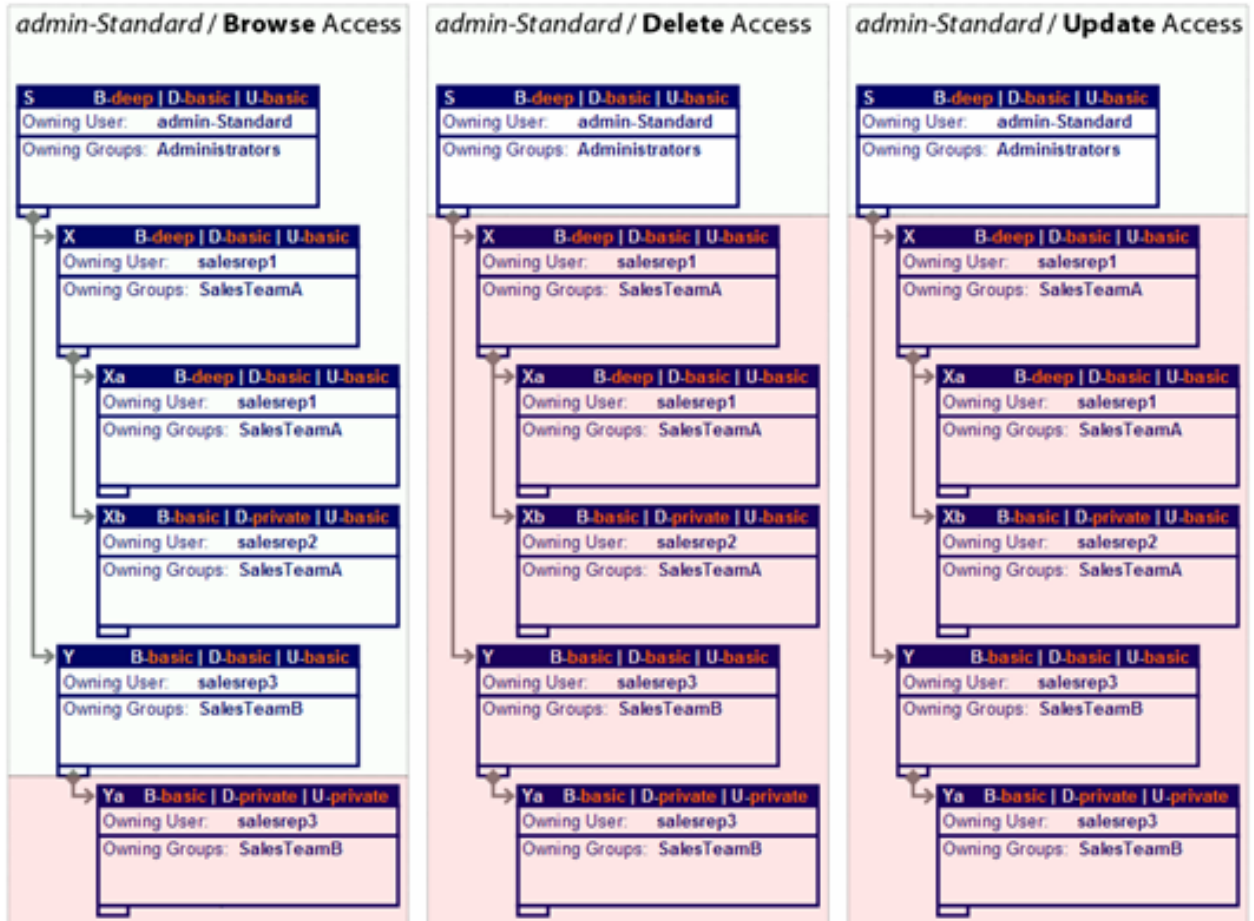 admin-Standard / Browse Access
S B-deep | D-basic | U-basic
Owning User: admin-Standard
Owning Groups: Administrators
X B-deep | D-basic | U-basic
Owning User: salesrep1
Owning Groups: SalesTeamA
Xa B-deep | D-basic | U-basic
Owning User: salesrep1
Owning Groups: SalesTeamA
Xb B-basic | D-private | U-basic
Owning User: salesrep2
Owning Groups: SalesTeamA
Y B-basic | D-basic | U-basic
Owning User: salesrep3
Owning Groups: SalesTeamB
Ya B-basic | D-private | U-private
Owning User: salesrep3
Owning Groups: SalesTeamB
admin-Standard / Delete Access
S B-deep | D-basic | U-basic
Owning User: admin-Standard
Owning Groups: Administrators
X B-deep | D-basic | U-basic
Owning User: salesrep1
Owning Groups: SalesTeamA
Xa B-deep | D-basic | U-basic
Owning User: salesrep1
Owning Groups: SalesTeamA
Xb B-basic | D-private | U-basic
Owning User: salesrep2
Owning Groups: SalesTeamA
Y B-basic | D-basic | U-basic
Owning User: salesrep3
Owning Groups: SalesTeamB
Ya B-basic | D-private | U-private
Owning User: salesrep3
Owning Groups: SalesTeamB
admin-Standard / Update Access
S B-deep | D-basic | U-basic
Owning User: admin-Standard
Owning Groups: Administrators
X B-deep | D-basic | U-basic
Owning User: salesrep1
Owning Groups: SalesTeamA
Xa B-deep | D-basic | U-basic
Owning User: salesrep1
Owning Groups: SalesTeamA
Xb B-basic | D-private | U-basic
Owning User: salesrep2
Owning Groups: SalesTeamA
Y B-basic | D-basic | U-basic
Owning User: salesrep3
Owning Groups: SalesTeamB
Ya B-basic | D-private | U-private
Owning User: salesrep3
Owning Groups: SalesTeamB